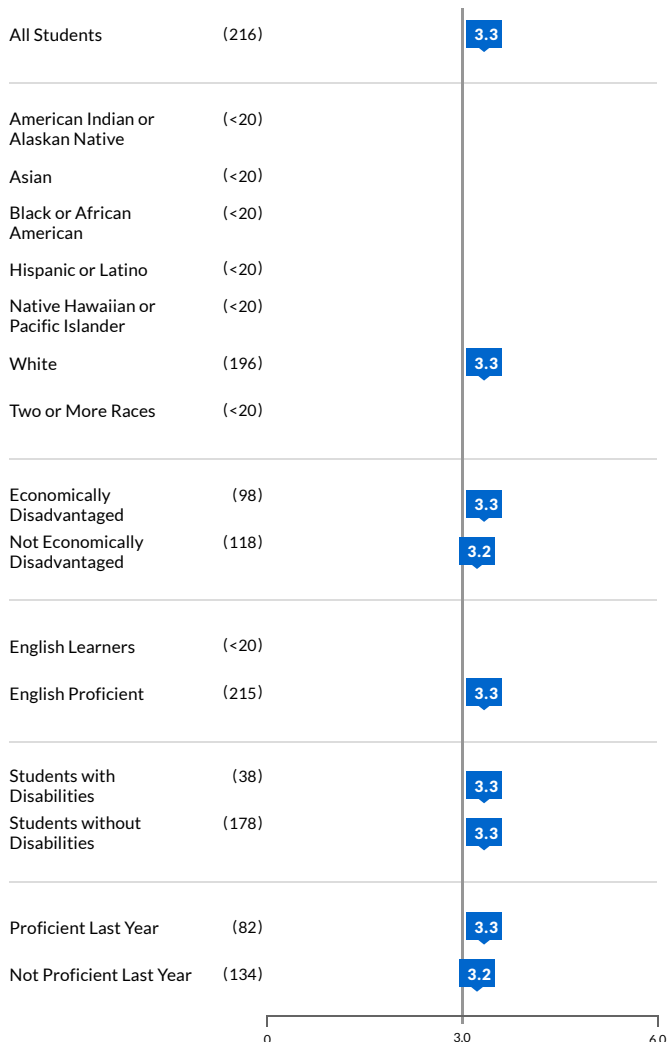 All Students (216) 3.3
American Indian or (<20)
Alaskan Native
Asian (<20)
Black or African (<20)
American
Hispanic or Latino (<20)
Native Hawaiian or (<20)
Pacific Islander
White (196) 3.3
Two or More Races (<20)
Economically (98) 3.3
Disadvantaged
Not Economically (118) 3.2
Disadvantaged
English Learners (<20)
English Proficient (215) 3.3
Students with (38) 3.3
Disabilities
Students without (178) 3.3
Disabilities
Proficient Last Year (82) 3.3
Not Proficient Last Year (134) 3.2
0 3.0 6.0